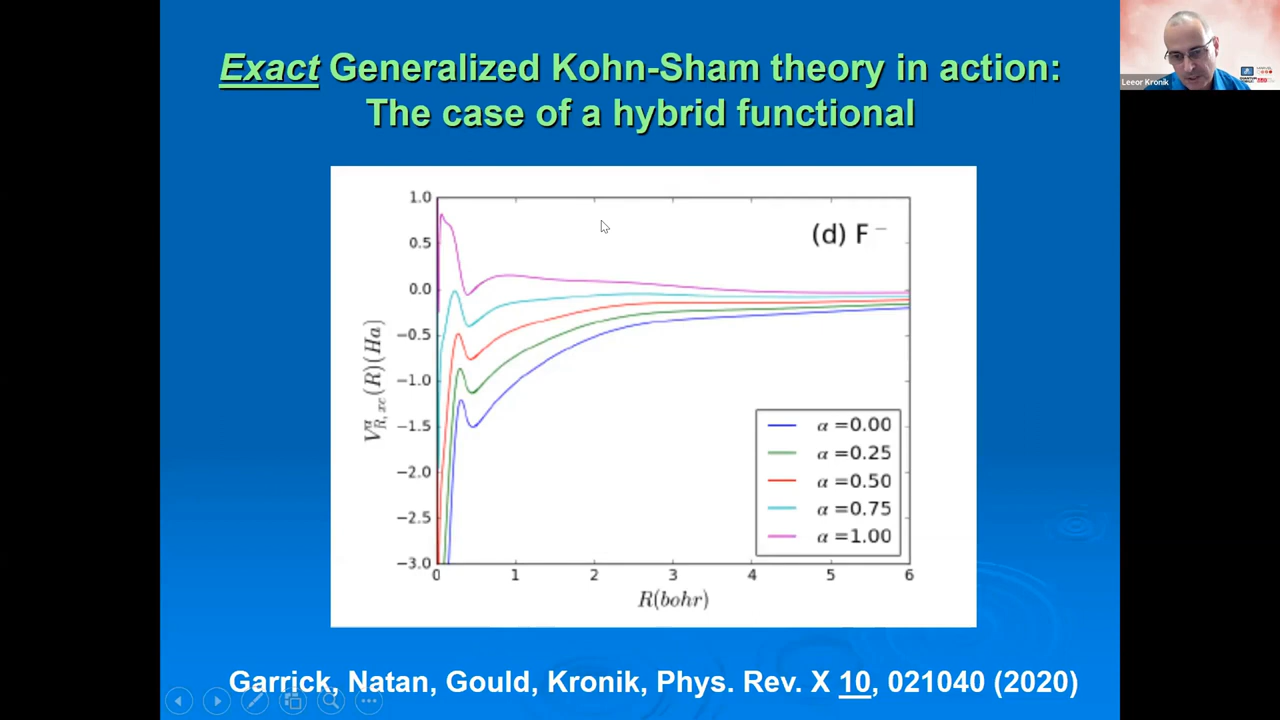 Exact Generalized Kohn-Sham theory in action:
The case of a hybrid functional
Leeor Kronik
(d) F⁻
1.0
0.5
0.0
−0.5
−1.0
−1.5
−2.0
−2.5
−3.0
V^α_{R,xc}(R)(Ha)
α =0.00
α =0.25
α =0.50
α =0.75
α =1.00
0 1 2 3 4 5 6
R(bohr)
Garrick, Natan, Gould, Kronik, Phys. Rev. X 10, 021040 (2020)